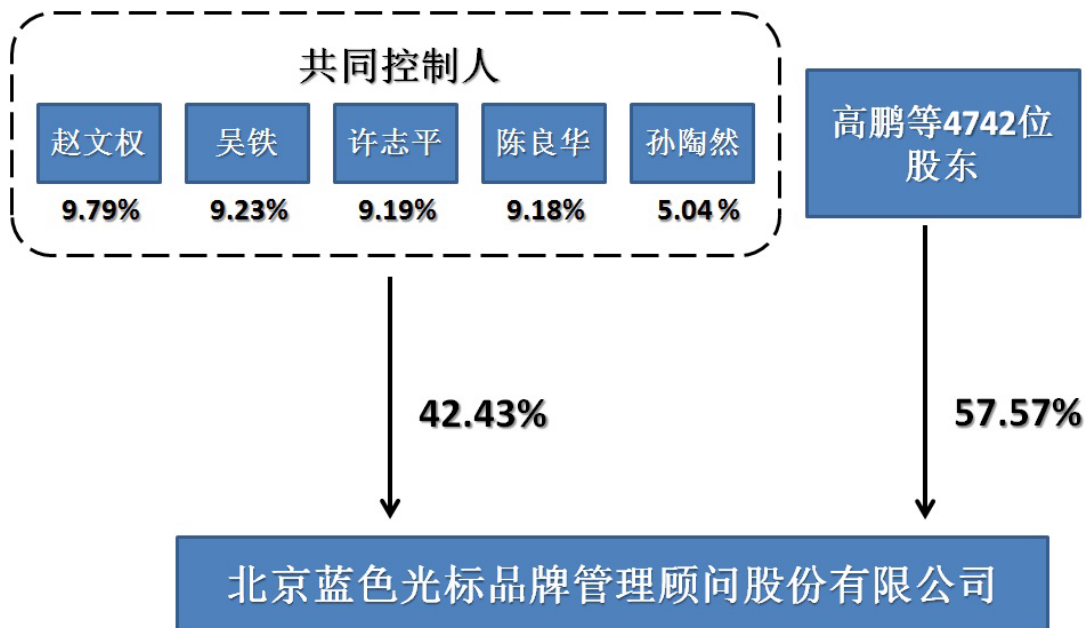 共同控制人
赵文权
吴铁
许志平
陈良华
孙陶然
9.79%
9.23%
9.19%
9.18%
5.04 %
高鹏等4742位
股东
42.43%
57.57%
北京蓝色光标品牌管理顾问股份有限公司